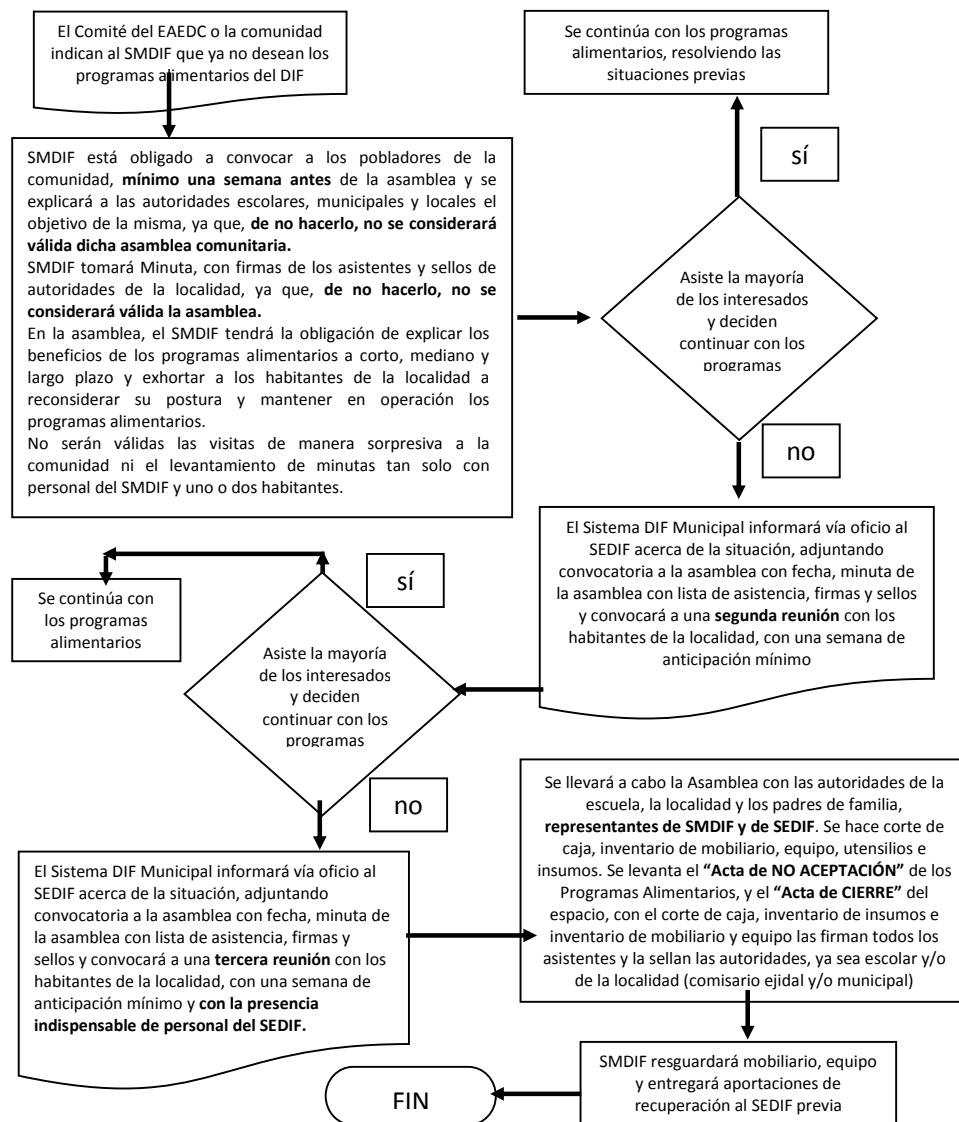 El Comité del EAEDC o la comunidad
indican al SMDIF que ya no desean los
programas alimentarios del DIF
SMDIF está obligado a convocar a los pobladores de la
comunidad, mínimo una semana antes de la asamblea y se
explicará a las autoridades escolares, municipales y locales el
objetivo de la misma, ya que, de no hacerlo, no se considerará
válida dicha asamblea comunitaria.
SMDIF tomará Minuta, con firmas de los asistentes y sellos de
autoridades de la localidad, ya que, de no hacerlo, no se
considerará válida la asamblea.
En la asamblea, el SMDIF tendrá la obligación de explicar los
beneficios de los programas alimentarios a corto, mediano y
largo plazo y exhortar a los habitantes de la localidad a
reconsiderar su postura y mantener en operación los
programas alimentarios.
No serán válidas las visitas de manera sorpresiva a la
comunidad ni el levantamiento de minutas tan solo con
personal del SMDIF y uno o dos habitantes.
Se continúa con los programas
alimentarios, resolviendo las
situaciones previas
sí
Asiste la mayoría
de los interesados
y deciden
continuar con los
programas
no
El Sistema DIF Municipal informará vía oficio al
SEDIF acerca de la situación, adjuntando
convocatoria a la asamblea con fecha, minuta de
la asamblea con lista de asistencia, firmas y sellos
y convocará a una segunda reunión con los
habitantes de la localidad, con una semana de
anticipación mínimo
sí
Se continúa con
los programas
alimentarios
Asiste la mayoría
de los interesados
y deciden
continuar con los
programas
no
El Sistema DIF Municipal informará vía oficio al
SEDIF acerca de la situación, adjuntando
convocatoria a la asamblea con fecha, minuta de
la asamblea con lista de asistencia, firmas y
sellos y convocará a una tercera reunión con los
habitantes de la localidad, con una semana de
anticipación mínimo y con la presencia
indispensable de personal del SEDIF.
Se llevará a cabo la Asamblea con las autoridades de la
escuela, la localidad y los padres de familia,
representantes de SMDIF y de SEDIF. Se hace corte de
caja, inventario de mobiliario, equipo, utensilios e
insumos. Se levanta el “Acta de NO ACEPTACIÓN” de los
Programas Alimentarios, y el “Acta de CIERRE” del
espacio, con el corte de caja, inventario de insumos e
inventario de mobiliario y equipo las firman todos los
asistentes y la sellan las autoridades, ya sea escolar y/o
de la localidad (comisario ejidal y/o municipal)
SMDIF resguardará mobiliario, equipo
y entregará aportaciones de
recuperación al SEDIF previa
FIN